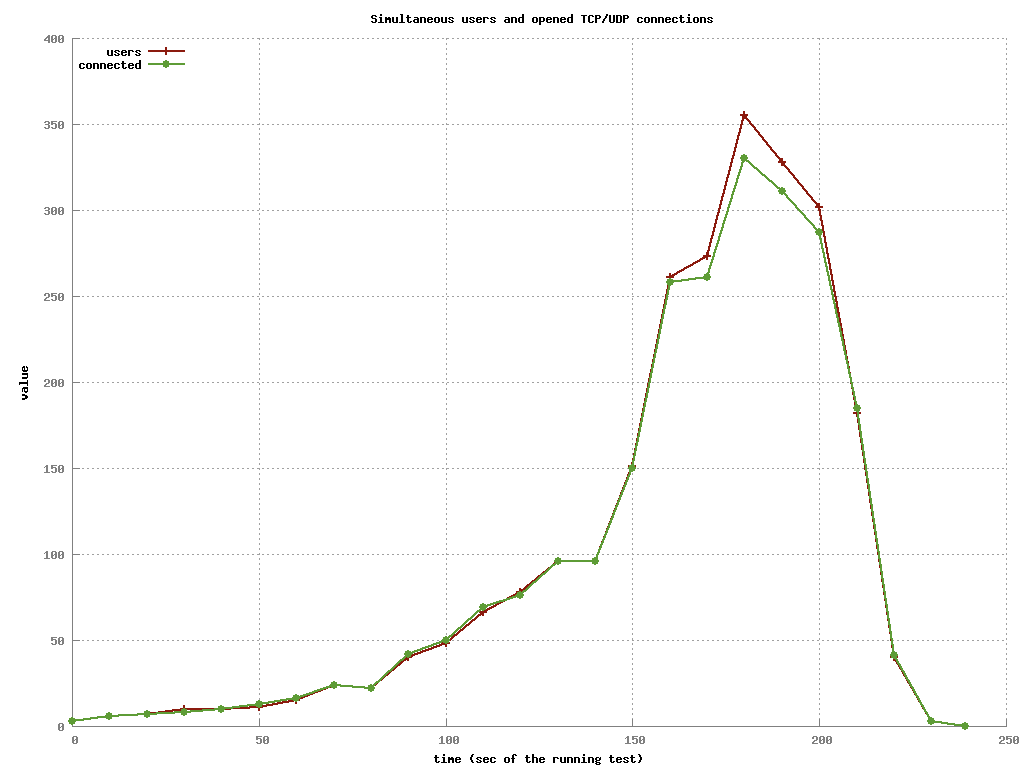 Simultaneous users and opened TCP/UDP connections
400
users
connected
350
300
250
value
200
150
100
50
0
0 50 100 150 200 250
time (sec of the running test)